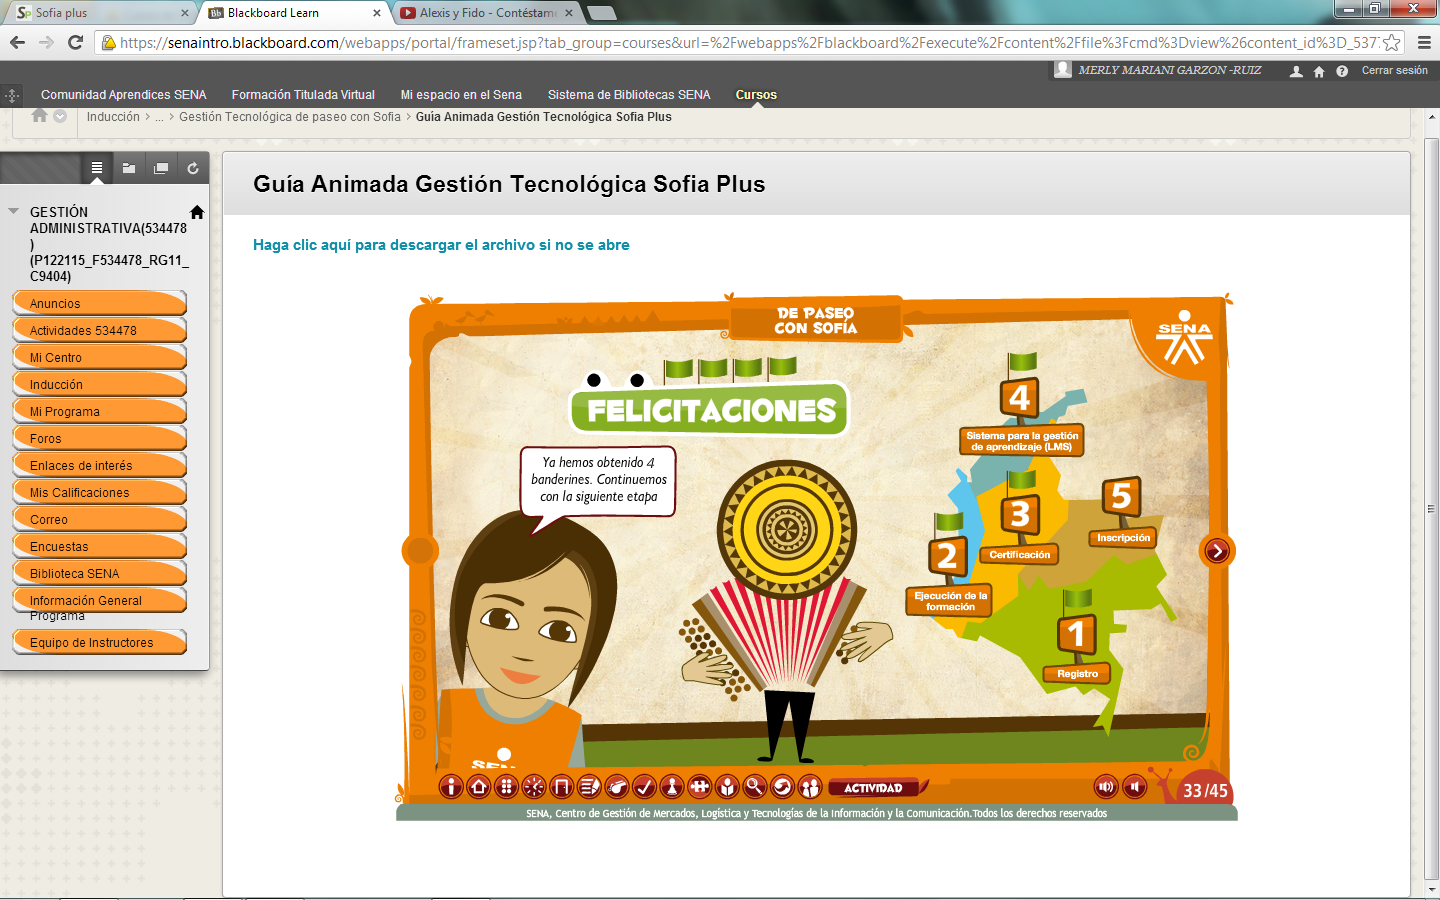 Sofia plus
Blackboard Learn
Alexis y Fido - Contéstam
https://senaintro.blackboard.com/webapps/portal/frameset.jsp?tab_group=courses&url=%2Fwebapps%2Fblackboard%2Fexecute%2Fcontent%2Ffile%3Fcmd%3Dview%26content_id%3D_537
MERLY MARIANI GARZON -RUIZ
Cerrar sesión
Comunidad Aprendices SENA
Formación Titulada Virtual
Mi espacio en el Sena
Sistema de Bibliotecas SENA
Cursos
Inducción > ... > Gestión Tecnológica de paseo con Sofia > Guía Animada Gestión Tecnológica Sofia Plus
GESTIÓN
ADMINISTRATIVA(534478
)
(P122115_F534478_RG11_
C9404)
Anuncios
Actividades 534478
Mi Centro
Inducción
Mi Programa
Foros
Enlaces de interés
Mis Calificaciones
Correo
Encuestas
Biblioteca SENA
Información General
Programa
Equipo de Instructores
Guía Animada Gestión Tecnológica Sofia Plus
Haga clic aquí para descargar el archivo si no se abre
DE PASEO
CON SOFÍA
SENA
FELICITACIONES
Ya hemos obtenido 4
banderines. Continuemos
con la siguiente etapa
4
Sistema para la gestión
de aprendizaje (LMS)
5
Inscripción
3
Certificación
2
Ejecución de la
formación
1
Registro
SENA
ACTIVIDAD
33/45
SENA, Centro de Gestión de Mercados, Logística y Tecnologías de la Información y la Comunicación.Todos los derechos reservados